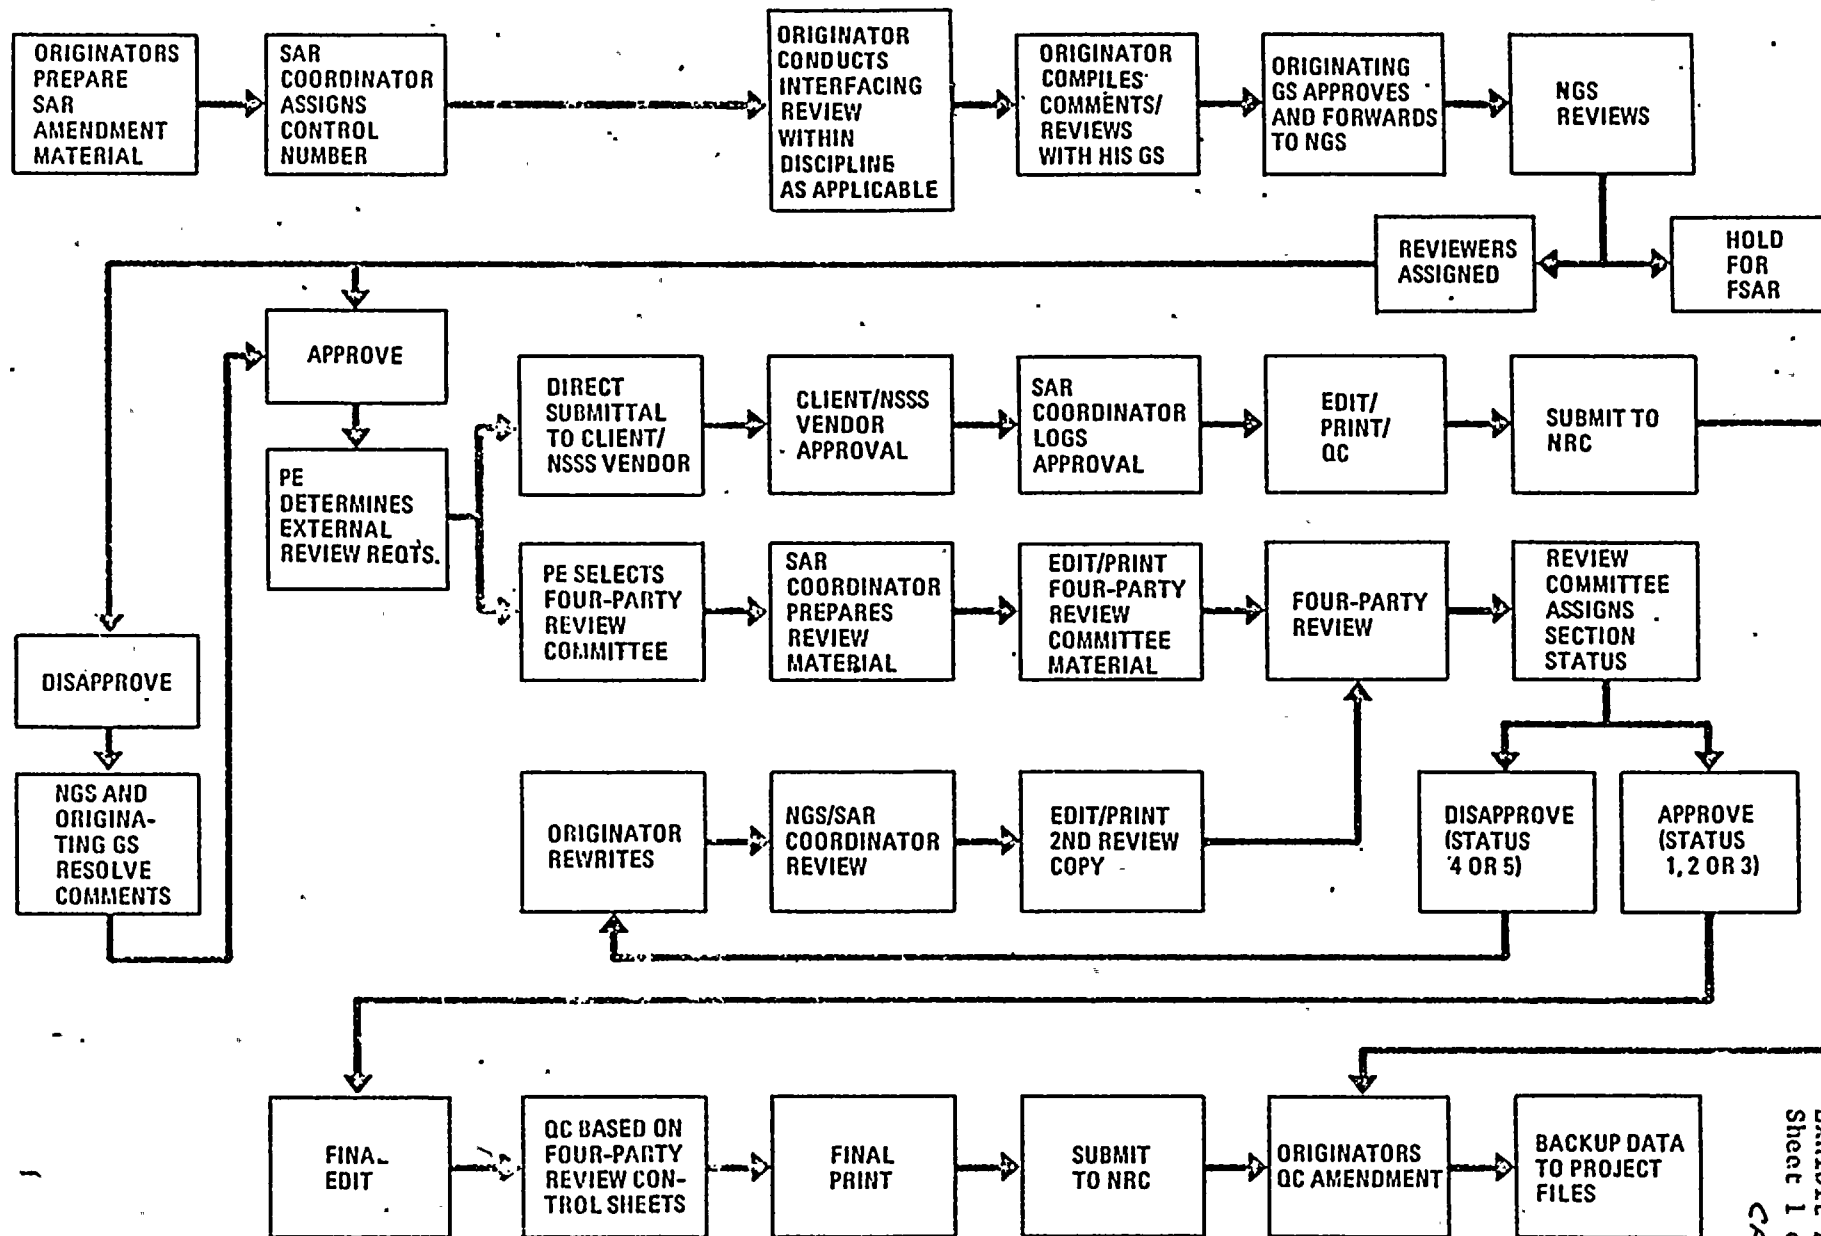 ORIGINATORS
PREPARE
SAR
AMENDMENT
MATERIAL
SAR
COORDINATOR
ASSIGNS
CONTROL
NUMBER
ORIGINATOR
CONDUCTS
INTERFACING
REVIEW
WITHIN
DISCIPLINE
AS APPLICABLE
ORIGINATOR
COMPILES
COMMENTS/
REVIEWS
WITH HIS GS
ORIGINATING
GS APPROVES
AND FORWARDS
TO NGS
NGS
REVIEWS
REVIEWERS
ASSIGNED
HOLD
FOR
FSAR
APPROVE
DIRECT
SUBMITTAL
TO CLIENT/
NSSS VENDOR
CLIENT/NSSS
VENDOR
APPROVAL
SAR
COORDINATOR
LOGS
APPROVAL
EDIT/
PRINT/
QC
SUBMIT TO
NRC
PE
DETERMINES
EXTERNAL
REVIEW REQTS.
PE SELECTS
FOUR-PARTY
REVIEW
COMMITTEE
SAR
COORDINATOR
PREPARES
REVIEW
MATERIAL
EDIT/PRINT
FOUR-PARTY
REVIEW
COMMITTEE
MATERIAL
FOUR-PARTY
REVIEW
REVIEW
COMMITTEE
ASSIGNS
SECTION
STATUS
DISAPPROVE
NGS AND
ORIGINA-
TING GS
RESOLVE
COMMENTS
ORIGINATOR
REWRITES
NGS/SAR
COORDINATOR
REVIEW
EDIT/PRINT
2ND REVIEW
COPY
DISAPPROVE
(STATUS
4 OR 5)
APPROVE
(STATUS
1, 2 OR 3)
FINAL
EDIT
QC BASED ON
FOUR-PARTY
REVIEW CON-
TROL SHEETS
FINAL
PRINT
SUBMIT
TO NRC
ORIGINATORS
QC AMENDMENT
BACKUP DATA
TO PROJECT
FILES
Sheet 1